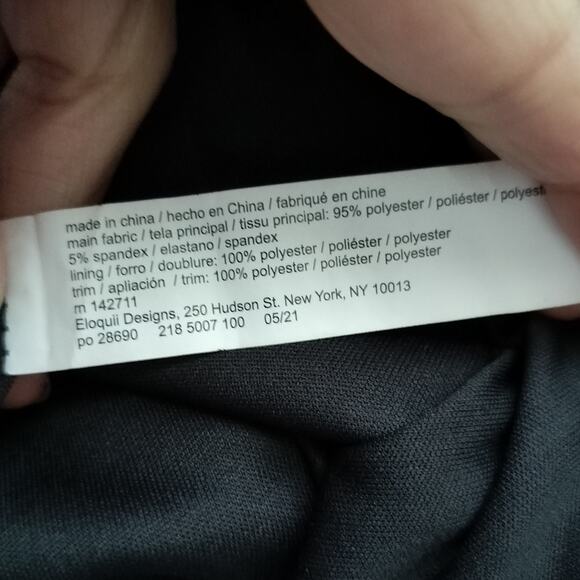 made in china / hecho en China / fabriqué en chine
main fabric / tela principal / tissu principal: 95% polyester / poliéster /
5% spandex / elastano / spandex
lining / forro / doublure: 100% polyester / poliéster / polyester
trim / apliación / trim: 100% polyester / poliéster / polyester
rn 142711
Eloquii Designs, 250 Hudson St. New York, NY 10013
po 28690 218 5007 100 05/21